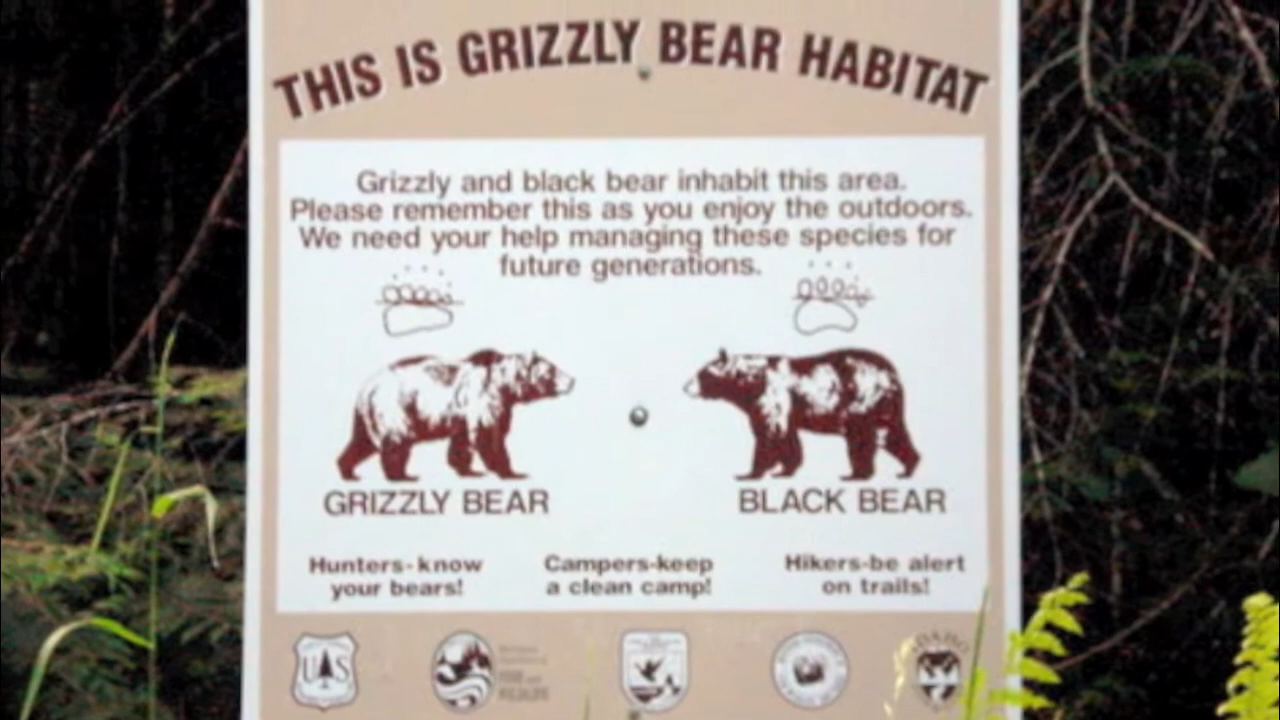 THIS IS GRIZZLY BEAR HABITAT
Grizzly and black bear inhabit this area.
Please remember this as you enjoy the outdoors.
We need your help managing these species for
future generations.
GRIZZLY BEAR
BLACK BEAR
Hunters-know
your bears!
Campers-keep
a clean camp!
Hikers-be alert
on trails!
US
IDAHO